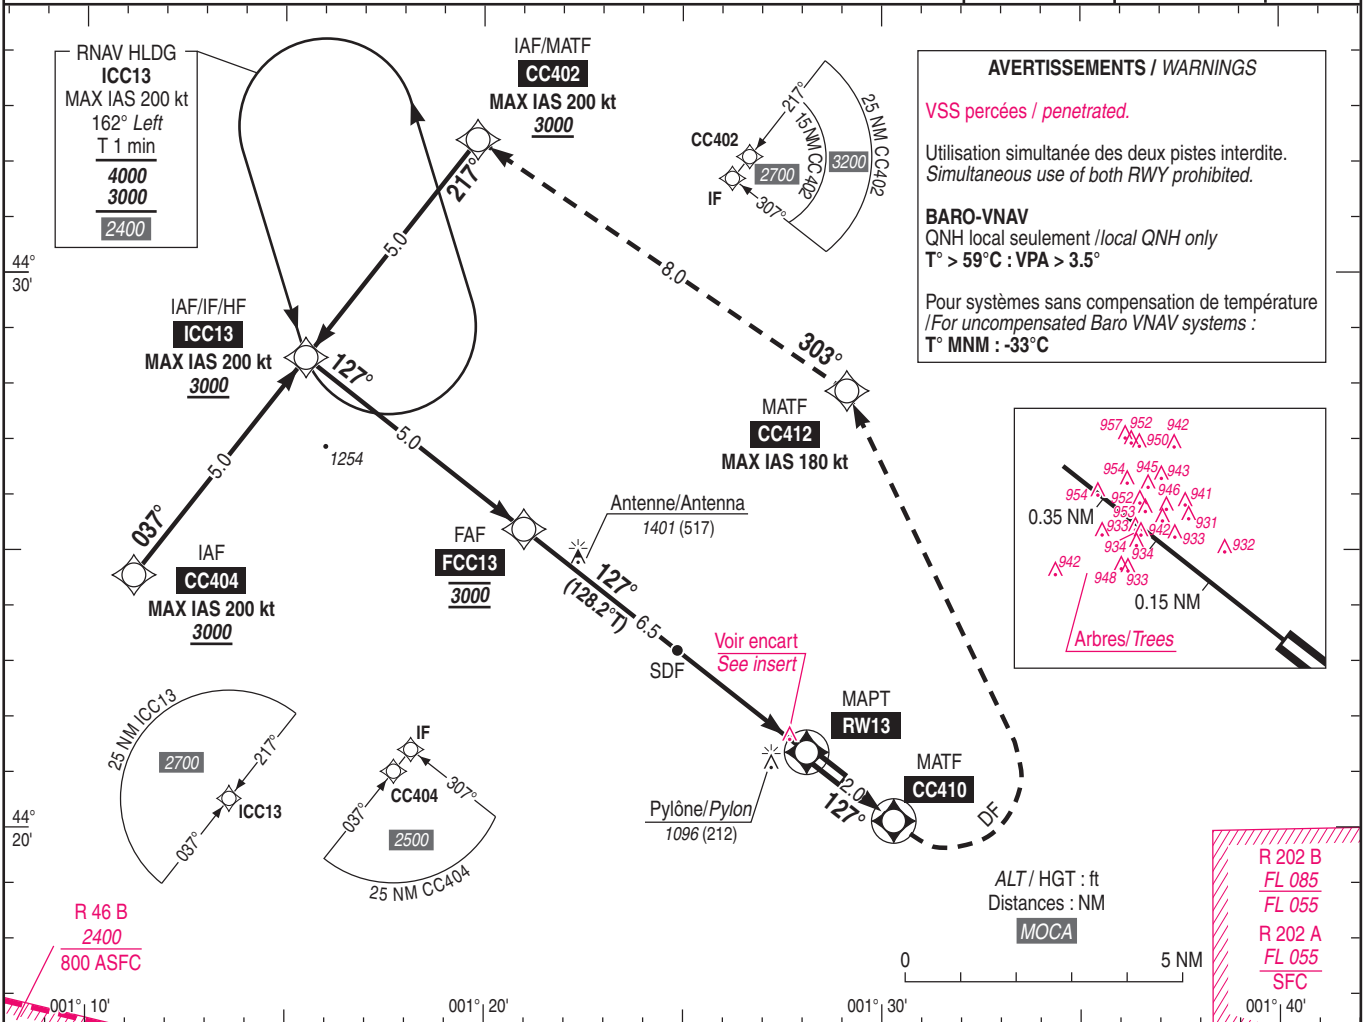 RNAV HLDG
ICC13
MAX IAS 200 kt
162° Left
T 1 min
4000
3000
2400
IAF/MATF
CC402
MAX IAS 200 kt
3000
217°
5.0
CC402
IF
217°
307°
15 NM CC 402
25 NM CC402
2700
3200
AVERTISSEMENTS / WARNINGS
VSS percées / penetrated.
Utilisation simultanée des deux pistes interdite.
Simultaneous use of both RWY prohibited.
BARO-VNAV
QNH local seulement /local QNH only
T° > 59°C : VPA > 3.5°
Pour systèmes sans compensation de température
/For uncompensated Baro VNAV systems :
T° MNM : -33°C
44°
30'
IAF/IF/HF
ICC13
MAX IAS 200 kt
3000
127°
5.0
8.0
303°
MATF
CC412
MAX IAS 180 kt
1254
5.0
037°
IAF
CC404
MAX IAS 200 kt
3000
FAF
FCC13
3000
Antenne/Antenna
1401 (517)
127°
(128.2°T)
6.5
SDF
Voir encart
See insert
MAPT
RW13
MATF
CC410
2.0
127°
DF
Pylône/Pylon
1096 (212)
957
952
950
942
954
945
943
954
952
946
941
953
931
933
942
933
934
934
932
942
948
933
0.35 NM
0.15 NM
Arbres/Trees
25 NM ICC13
2700
217°
ICC13
037°
IF
CC404
307°
037°
2500
25 NM CC404
44°
20'
ALT / HGT : ft
Distances : NM
MOCA
0
5 NM
R 46 B
2400
800 ASFC
R 202 B
FL 085
FL 055
R 202 A
FL 055
SFC
001° 10'
001° 20'
001° 30'
001° 40'